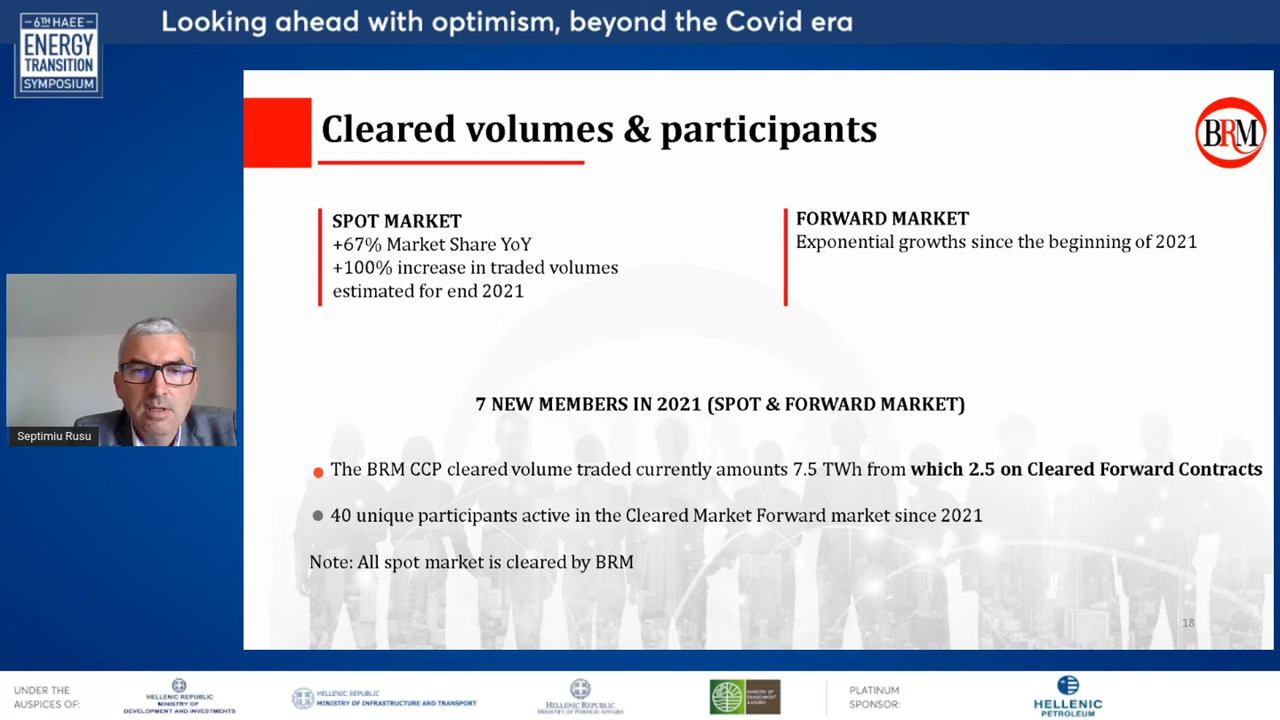 Looking ahead with optimism, beyond the Covid era
6TH HAEE
ENERGY
TRANSITION
SYMPOSIUM
Cleared volumes & participants
BRM
SPOT MARKET
+67% Market Share YoY
+100% increase in traded volumes
estimated for end 2021
FORWARD MARKET
Exponential growths since the beginning of 2021
7 NEW MEMBERS IN 2021 (SPOT & FORWARD MARKET)
The BRM CCP cleared volume traded currently amounts 7.5 TWh from which 2.5 on Cleared Forward Contracts
40 unique participants active in the Cleared Market Forward market since 2021
Note: All spot market is cleared by BRM
18
Septimiu Rusu
UNDER THE
AUSPICES OF:
HELLENIC REPUBLIC
MINISTRY OF
DEVELOPMENT AND INVESTMENTS
HELLENIC REPUBLIC
MINISTRY OF INFRASTRUCTURE AND TRANSPORT
HELLENIC REPUBLIC
MINISTRY OF FOREIGN AFFAIRS
MINISTRY OF
ENVIRONMENT
& ENERGY
PLATINUM
SPONSOR:
HELLENIC
PETROLEUM